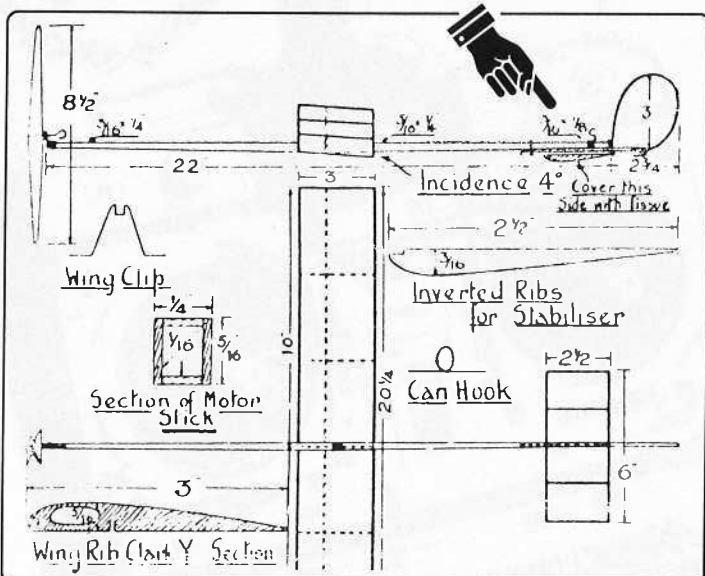 8½"
5/16" ¼"
5/16" ¼"
3/16" ⅛"
3
22
3
2¾
Incidence 4°
Cover this
Side with Tissue
2½
3/16
Inverted Ribs
for Stabiliser
Wing Clip
¼
1/16
5/16
Section of Motor
Stick
10"
20¼
Can Hook
2½
6"
3"
Wing Rib Clark Y Section